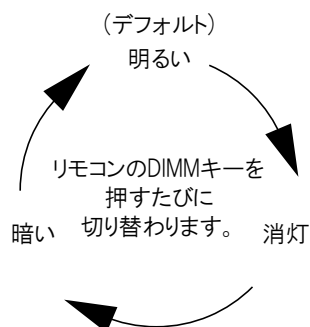 （デフォルト）
明るい
リモコンのDIMMキーを
押すたびに
切り替わります。
暗い
消灯